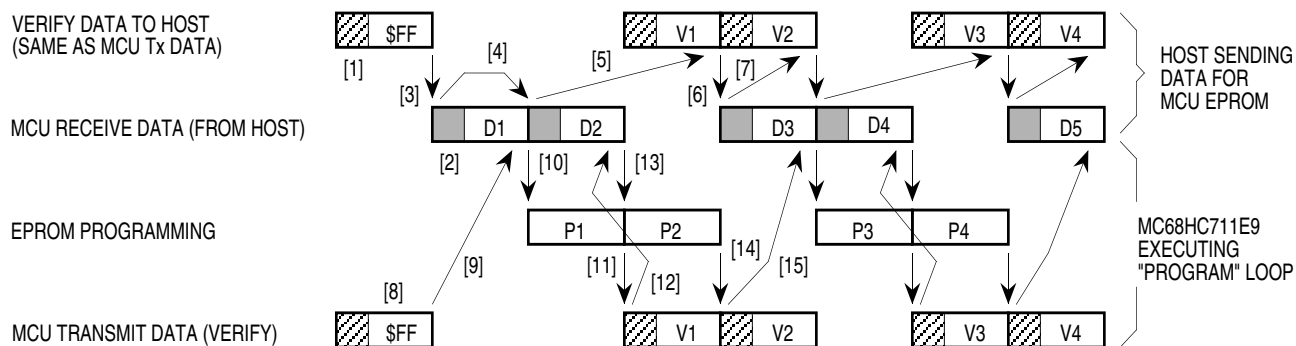 VERIFY DATA TO HOST
(SAME AS MCU Tx DATA)
$FF
V1
V2
V3
V4
[1]
[3]
[4]
[5]
[6]
[7]
HOST SENDING
DATA FOR
MCU EPROM
MCU RECEIVE DATA (FROM HOST)
D1
D2
D3
D4
D5
[2]
[10]
[13]
EPROM PROGRAMMING
P1
P2
P3
P4
MC68HC711E9
EXECUTING
"PROGRAM" LOOP
[9]
[11]
[12]
[14]
[15]
[8]
MCU TRANSMIT DATA (VERIFY)
$FF
V1
V2
V3
V4